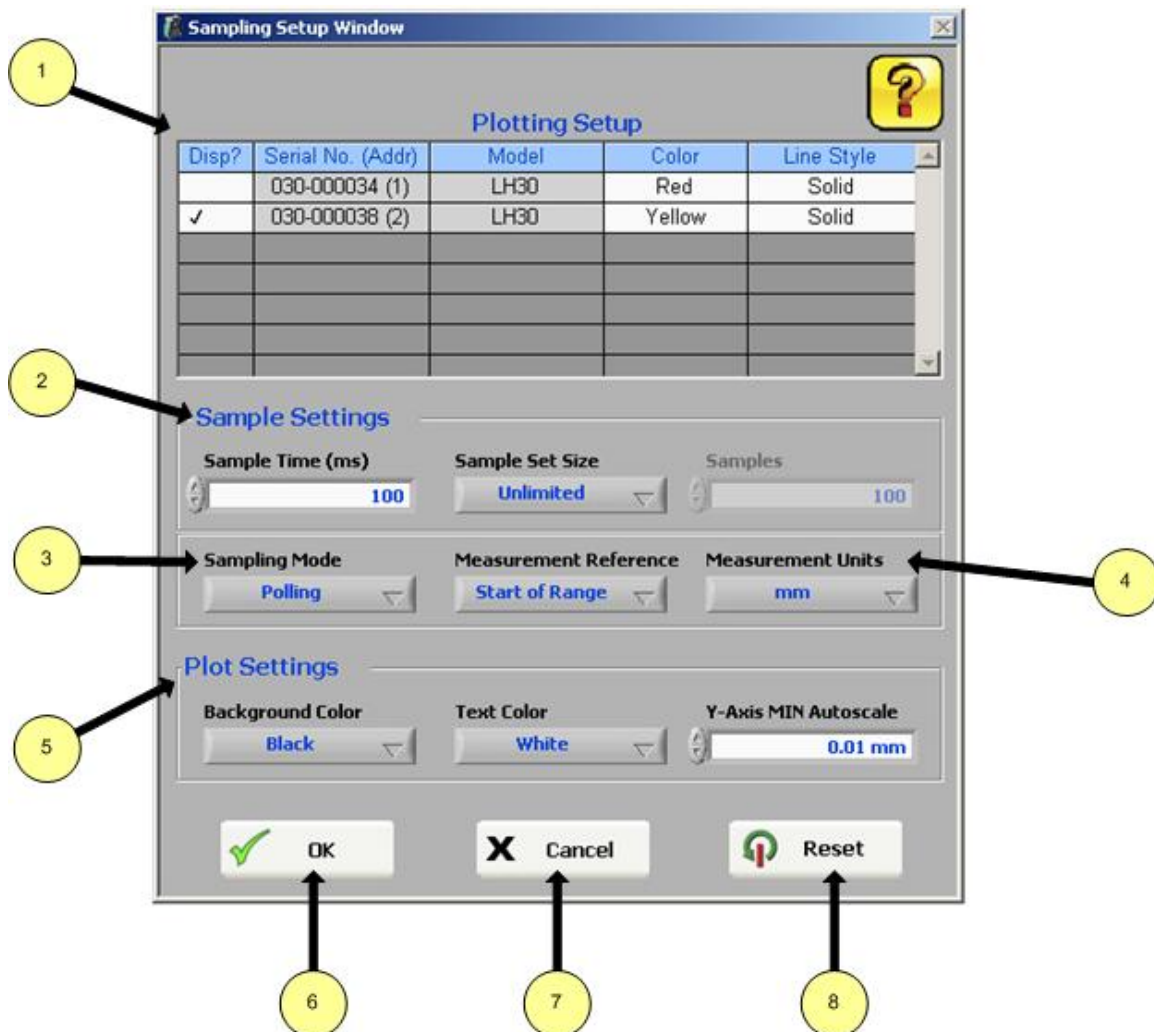 Sampling Setup Window
1
Plotting Setup
Disp? Serial No. (Addr) Model Color Line Style
030-000034 (1) LH30 Red Solid
✓ 030-000038 (2) LH30 Yellow Solid
2
Sample Settings
Sample Time (ms) Sample Set Size Samples
100 Unlimited 100
3
Sampling Mode Measurement Reference Measurement Units
Polling Start of Range mm
4
Plot Settings
5
Background Color Text Color Y-Axis MIN Autoscale
Black White 0.01 mm
OK X Cancel Reset
6 7 8